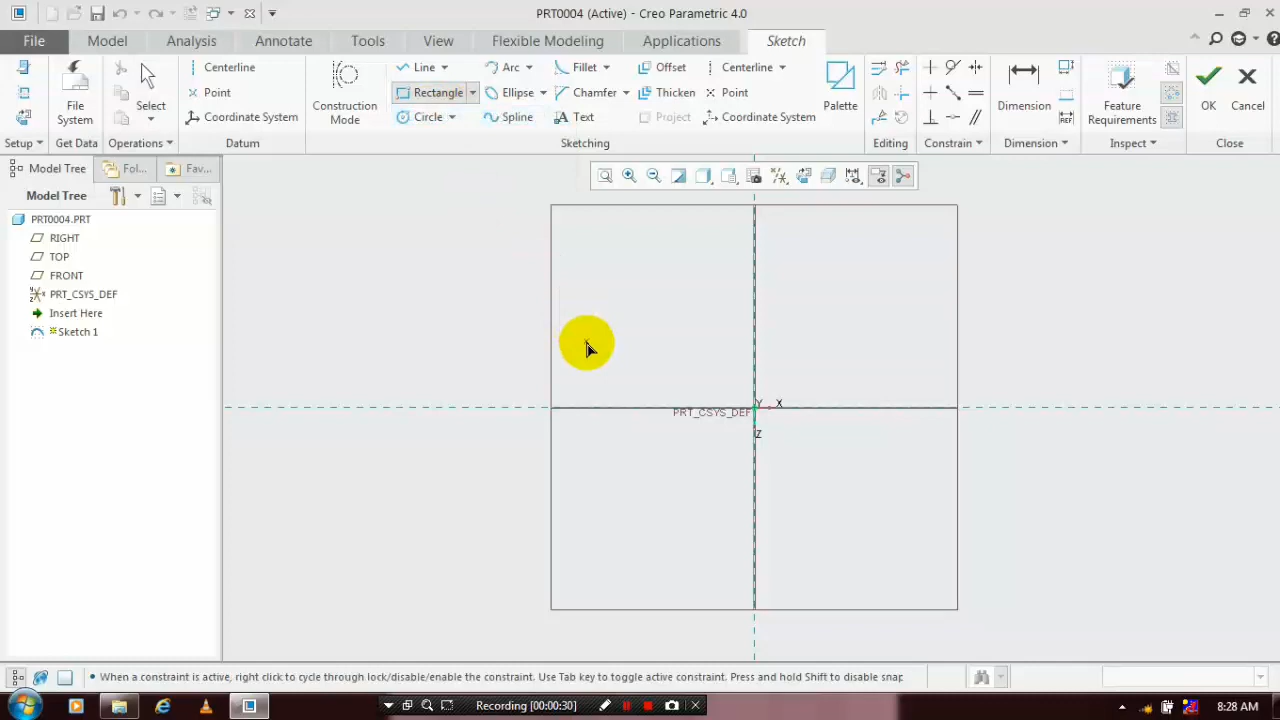 PRT0004 (Active) - Creo Parametric 4.0
File Model Analysis Annotate Tools View Flexible Modeling Applications Sketch
Centerline Line Arc Fillet Offset Centerline
Point Rectangle Ellipse Chamfer Thicken Point
Coordinate System Circle Spline Text Project Coordinate System
File System
Select
Construction Mode
Palette
Dimension
Feature Requirements
OK Cancel
Setup Get Data Operations Datum Sketching Editing Constrain Dimension Inspect Close
Model Tree Fol... Fav...
Model Tree
PRT0004.PRT
RIGHT
TOP
FRONT
PRT_CSYS_DEF
Insert Here
Sketch 1
Y X
PRT_CSYS_DEF
Z
When a constraint is active, right click to cycle through lock/disable/enable the constraint. Use Tab key to toggle active constraint. Press and hold Shift to disable snap
Recording [00:00:30]
8:28 AM